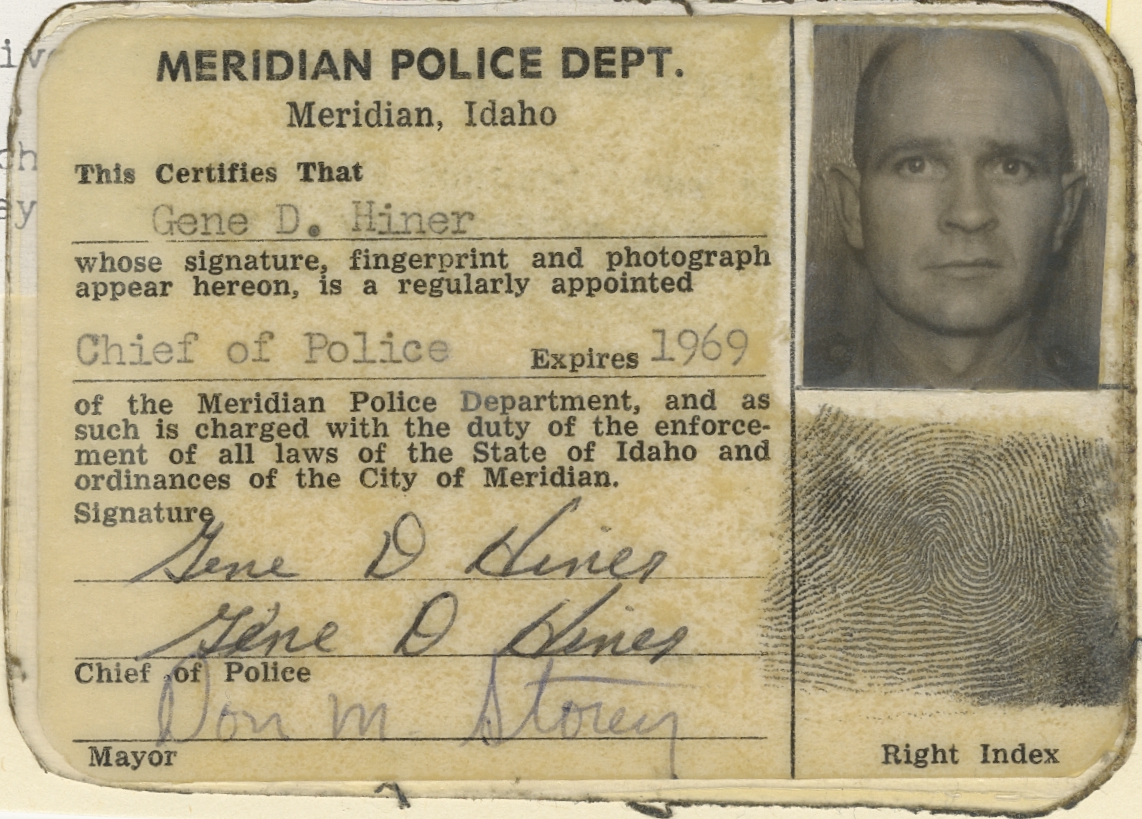 MERIDIAN POLICE DEPT.
Meridian, Idaho
This Certifies That
Gene D. Hiner
whose signature, fingerprint and photograph
appear hereon, is a regularly appointed
Chief of Police Expires 1969
of the Meridian Police Department, and as
such is charged with the duty of the enforce-
ment of all laws of the State of Idaho and
ordinances of the City of Meridian.
Signature
Gene D Hiner
Gene D Hiner
Chief of Police
Don M. Storey
Mayor
Right Index